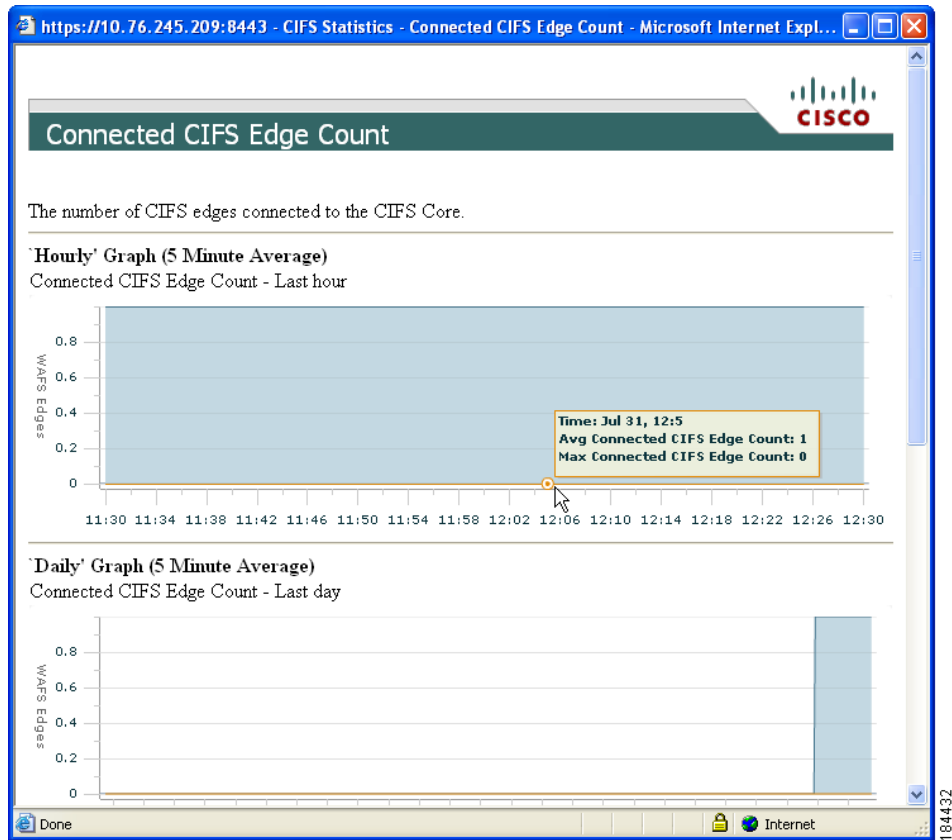 https://10.76.245.209:8443 - CIFS Statistics - Connected CIFS Edge Count - Microsoft Internet Expl...
CISCO
Connected CIFS Edge Count
The number of CIFS edges connected to the CIFS Core.
`Hourly' Graph (5 Minute Average)
Connected CIFS Edge Count - Last hour
WAFS Edges
0.8
0.6
0.4
0.2
0
Time: Jul 31, 12:5
Avg Connected CIFS Edge Count: 1
Max Connected CIFS Edge Count: 0
11:30 11:34 11:38 11:42 11:46 11:50 11:54 11:58 12:02 12:06 12:10 12:14 12:18 12:22 12:26 12:30
`Daily' Graph (5 Minute Average)
Connected CIFS Edge Count - Last day
WAFS Edges
0.8
0.6
0.4
0.2
0
Done
Internet
84432